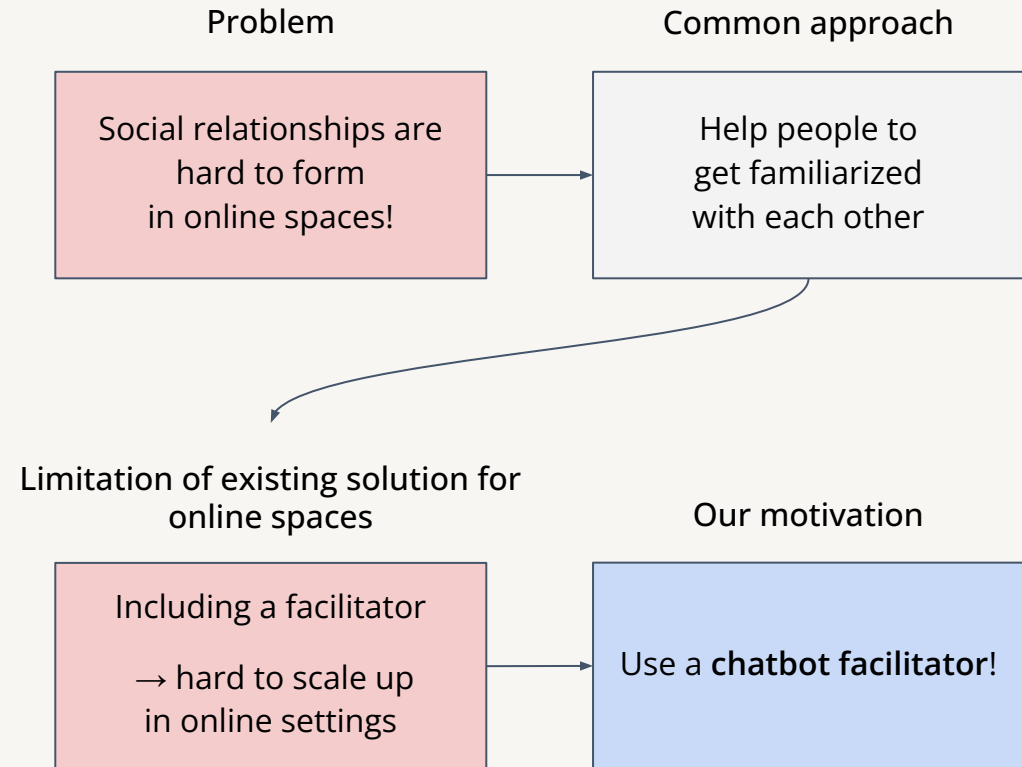 Problem
Common approach
Social relationships are
hard to form
in online spaces!
Help people to
get familiarized
with each other
Limitation of existing solution for
online spaces
Our motivation
Including a facilitator
→ hard to scale up
in online settings
Use a chatbot facilitator!